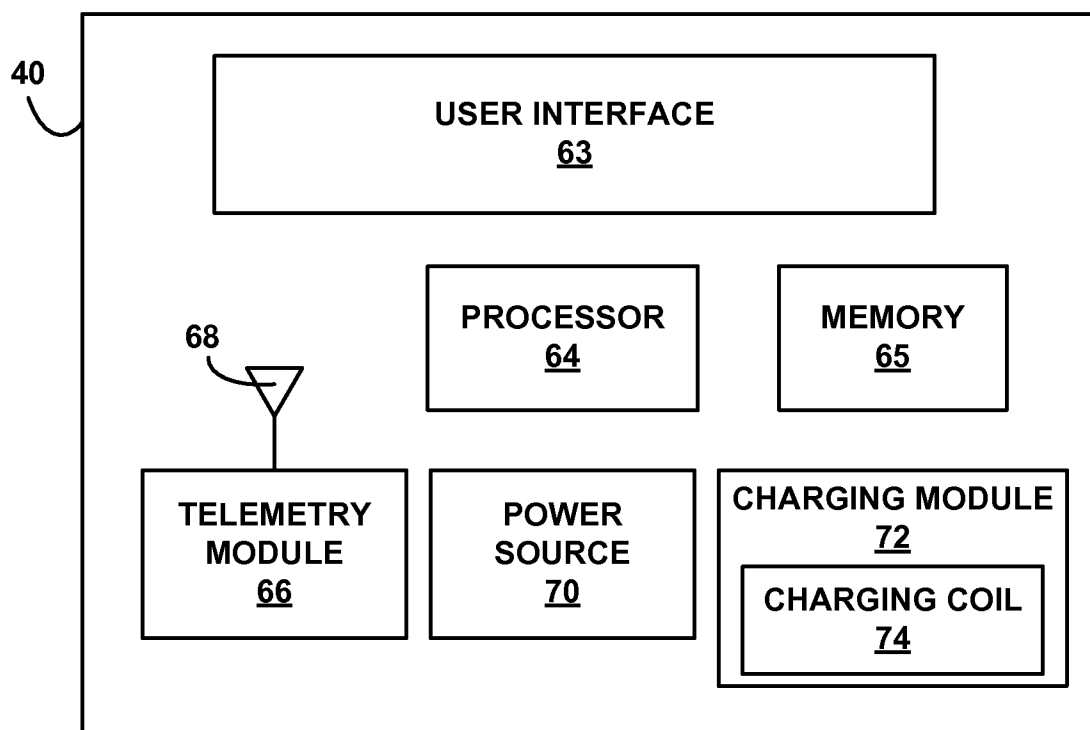 40
USER INTERFACE
63
PROCESSOR
64
MEMORY
65
68
TELEMETRY
MODULE
66
POWER
SOURCE
70
CHARGING MODULE
72
CHARGING COIL
74